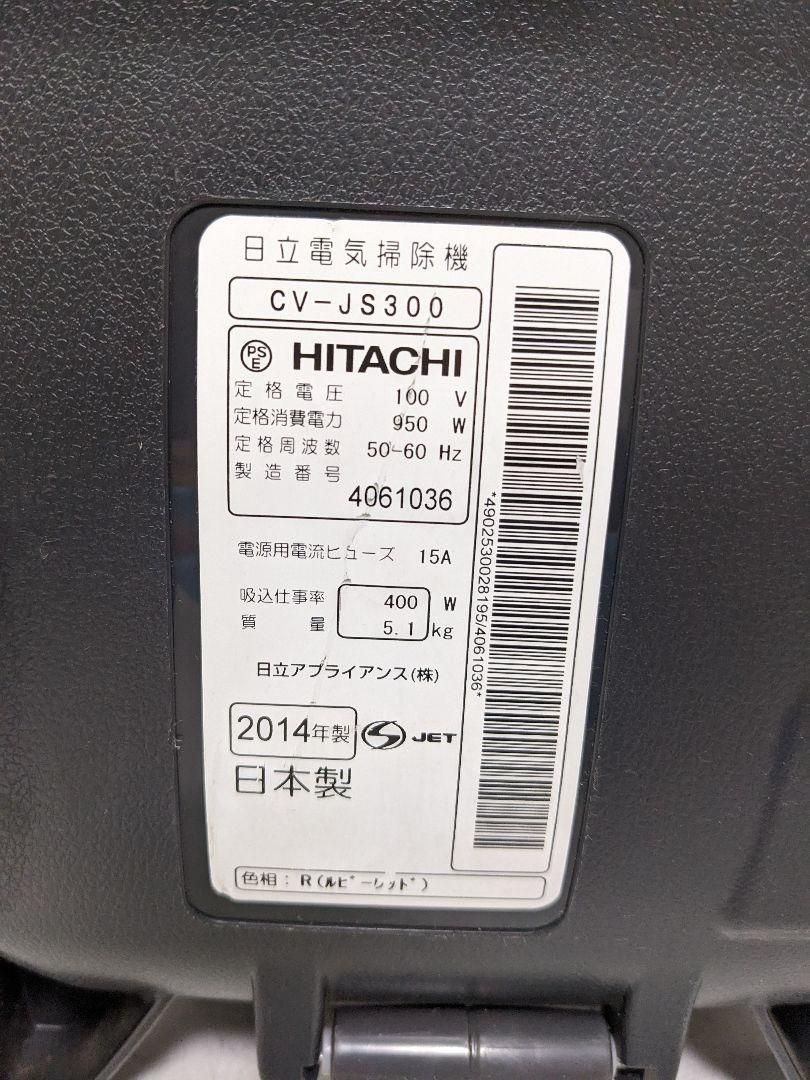 日立電気掃除機
CV-JS300
PSE HITACHI
定格電圧 100 V
定格消費電力 950 W
定格周波数 50-60 Hz
製造番号
4061036
電源用電流ヒューズ 15A
吸込仕事率 400 W
質量 5.1 kg
日立アプライアンス(株)
2014年製 S JET
日本製
色相：R(ﾙﾋﾞｰﾚｯﾄﾞ)
*4902530028195/4061036*